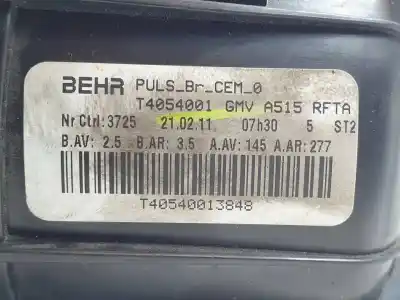 BEHR PULS_Br_CEM_0
T4054001 GMV A515 RFTA
Nr Ctrl:3725 21.02.11 07h30 5 ST2
B.AV: 2.5 B.AR: 3.5 A.AV: 145 A.AR:277
T40540013848